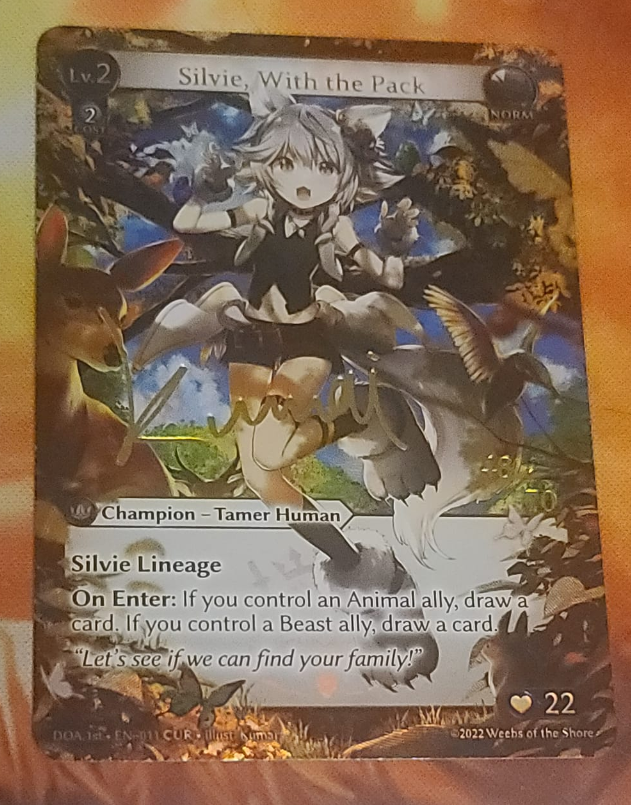 Lv.2
Silvie, With the Pack
NORM
2
COST
Kumai
Champion – Tamer Human
Silvie Lineage
On Enter: If you control an Animal ally, draw a
card. If you control a Beast ally, draw a card.
"Let's see if we can find your family!"
22
DOA 1st • EN-011 CUR • Illust Kumai
©2022 Weebs of the Shore